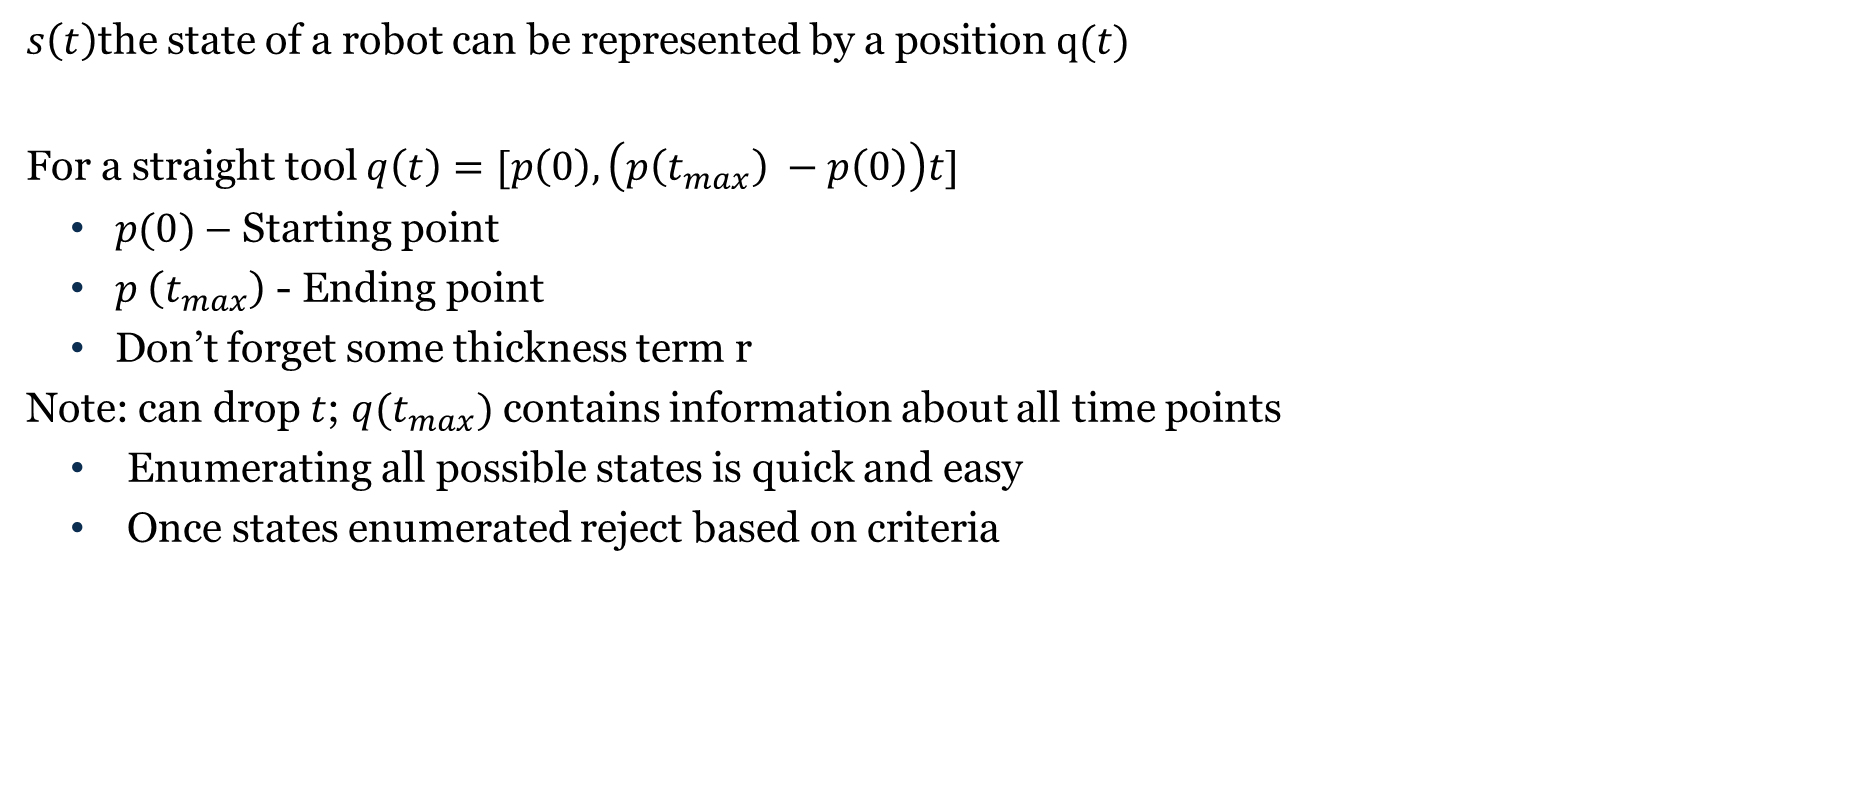 s(t)the state of a robot can be represented by a position q(t)
For a straight tool q(t) = [p(0), (p(t_max) − p(0))t]
• p(0) – Starting point
• p (t_max) - Ending point
• Don’t forget some thickness term r
Note: can drop t; q(t_max) contains information about all time points
• Enumerating all possible states is quick and easy
• Once states enumerated reject based on criteria